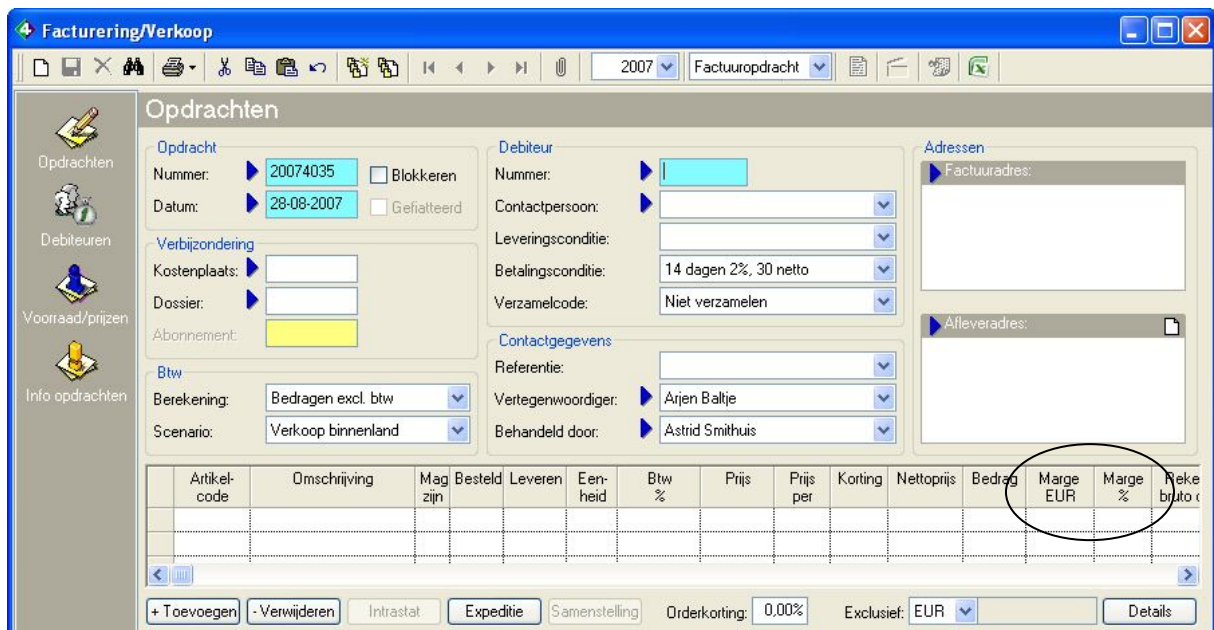 Facturering/Verkoop
2007 Factuuropdracht
Opdrachten
Debiteuren
Voorraad/prijzen
Info opdrachten
Opdrachten
Opdracht
Nummer: 20074035 Blokkeren
Datum: 28-08-2007 Gefiatteerd
Verbijzondering
Kostenplaats:
Dossier:
Abonnement:
Btw
Berekening: Bedragen excl. btw
Scenario: Verkoop binnenland
Debiteur
Nummer:
Contactpersoon:
Leveringsconditie:
Betalingsconditie: 14 dagen 2%, 30 netto
Verzamelcode: Niet verzamelen
Contactgegevens
Referentie:
Vertegenwoordiger: Arjen Baltje
Behandeld door: Astrid Smithuis
Adressen
Factuuradres:
Afleveradres:
Artikel- Omschrijving Mag Besteld Leveren Een- Btw Prijs Prijs Korting Nettoprijs Bedrag Marge Marge Reke
code zijn heid % per EUR % bruto
+ Toevoegen - Verwijderen Intrastat Expeditie Samenstelling Orderkorting: 0,00% Exclusief: EUR Details